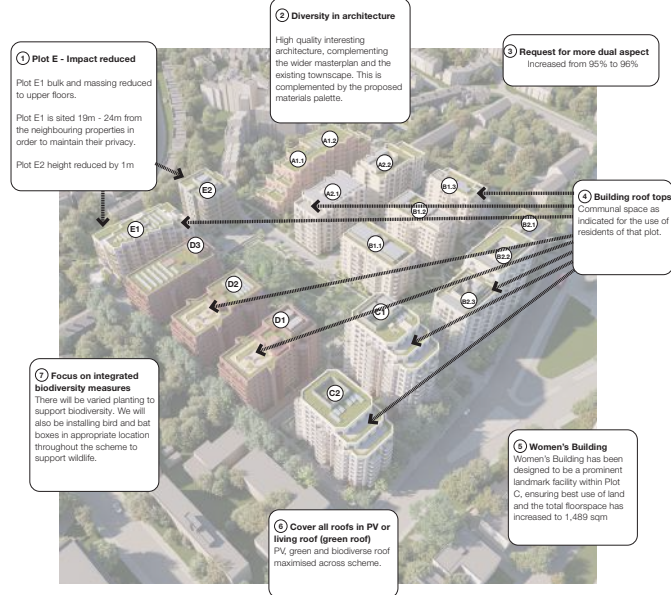 1 Plot E - Impact reduced
Plot E1 bulk and massing reduced
to upper floors.
Plot E1 is sited 19m - 24m from
the neighbouring properties in
order to maintain their privacy.
Plot E2 height reduced by 1m
2 Diversity in architecture
High quality interesting
architecture, complementing
the wider masterplan and the
existing townscape. This is
complemented by the proposed
materials palette.
3 Request for more dual aspect
Increased from 95% to 96%
A1.2
A1.1
A2.2
A2.1
B1.3
B1.2
B1.1
B2.1
B2.2
B2.3
E2
E1
D3
D2
D1
C1
C2
4 Building roof tops
Communal space as
indicated for the use of
residents of that plot.
7 Focus on integrated
biodiversity measures
There will be varied planting to
support biodiversity. We will
also be installing bird and bat
boxes in appropriate location
throughout the scheme to
support wildlife.
5 Women's Building
Women's Building has been
designed to be a prominent
landmark facility within Plot
C, ensuring best use of land
and the total floorspace has
increased to 1,489 sqm
6 Cover all roofs in PV or
living roof (green roof)
PV, green and biodiverse roof
maximised across scheme.